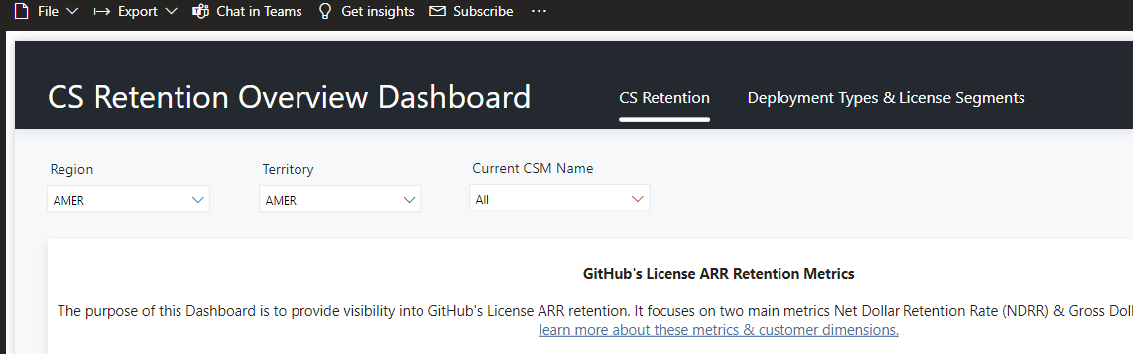 File Export Chat in Teams Get insights Subscribe ...
CS Retention Overview Dashboard CS Retention Deployment Types & License Segments
Region Territory Current CSM Name
AMER AMER All
GitHub's License ARR Retention Metrics
The purpose of this Dashboard is to provide visibility into GitHub's License ARR retention. It focuses on two main metrics Net Dollar Retention Rate (NDRR) & Gross Doll
learn more about these metrics & customer dimensions.